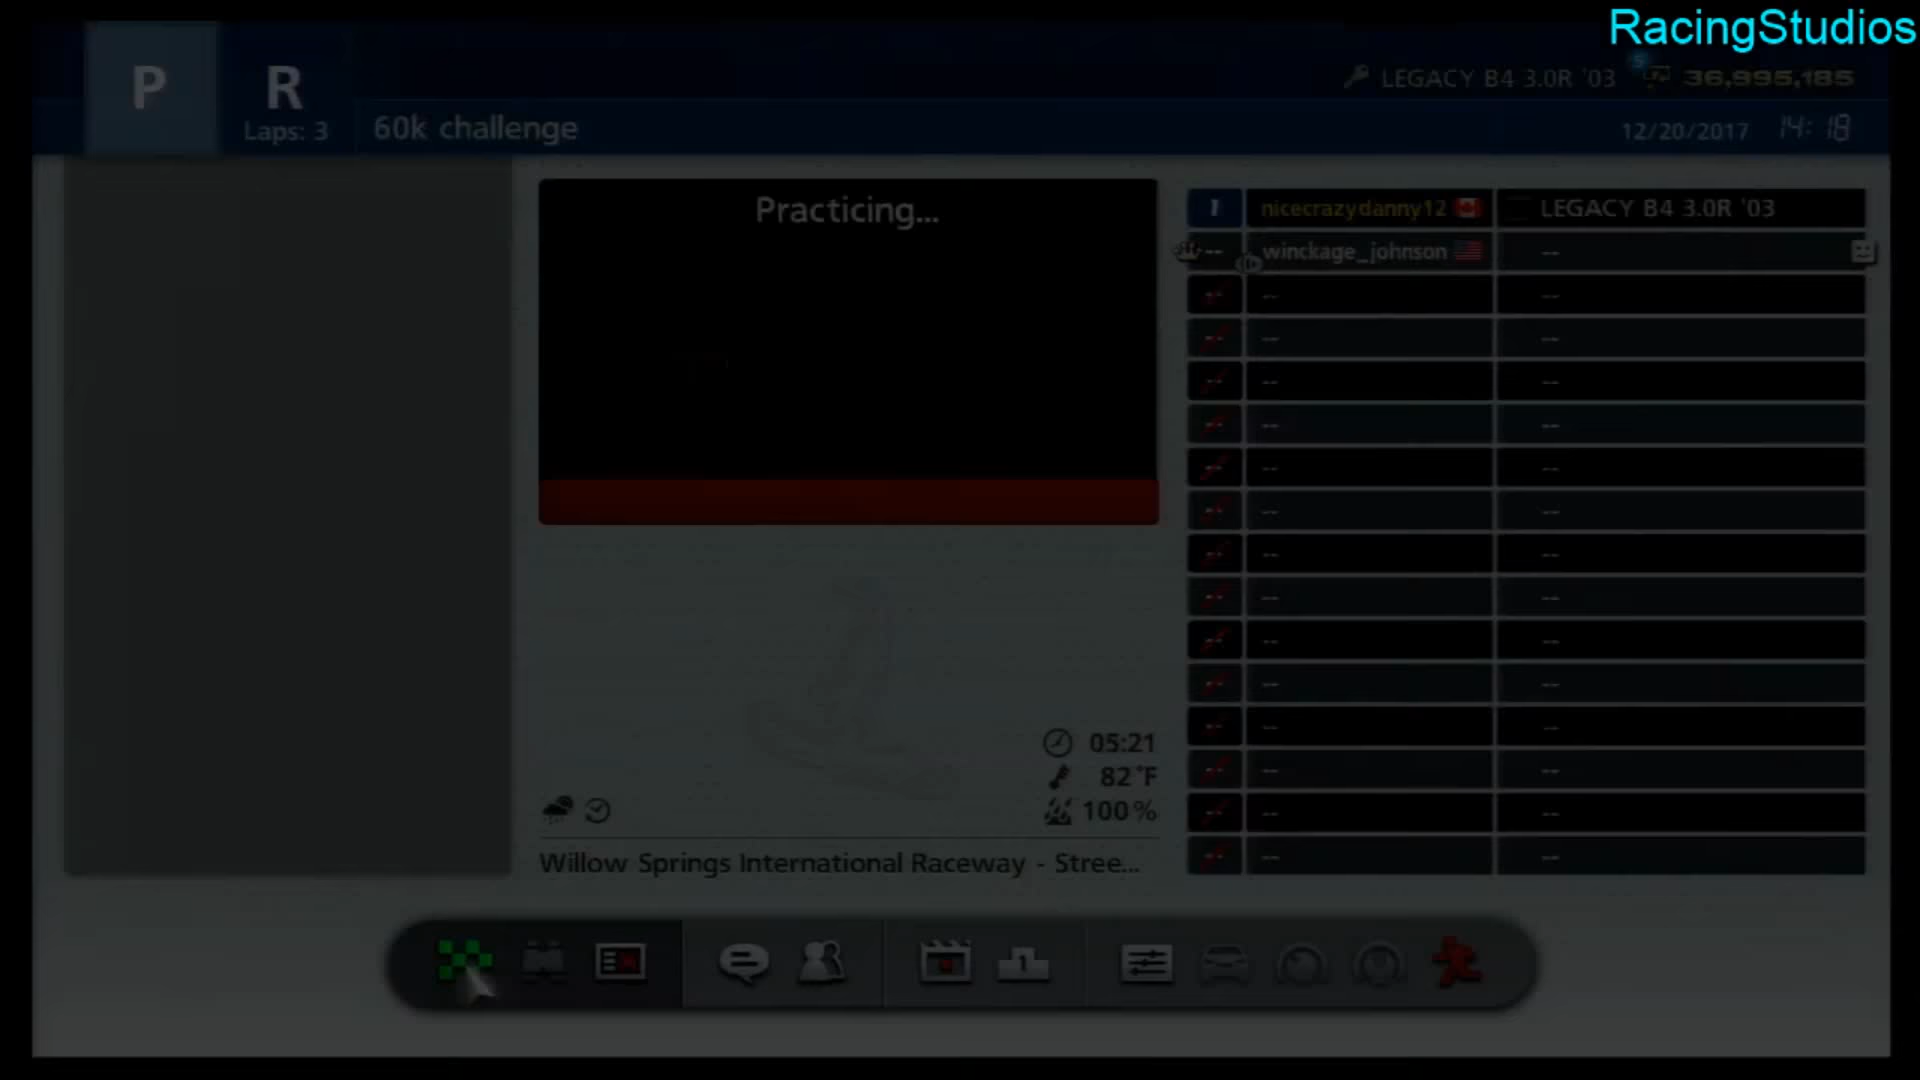 RacingStudios
P
R
LEGACY B4 3.0R '03
36,995,185
Laps: 3
60k challenge
12/20/2017
14:18
Practicing...
1
nicecrazydanny12
LEGACY B4 3.0R '03
-- winckage_johnson --
-- -- --
-- -- --
-- -- --
-- -- --
-- -- --
-- -- --
-- -- --
-- -- --
-- -- --
-- -- --
-- -- --
-- -- --
-- -- --
-- -- --
05:21
82°F
100%
Willow Springs International Raceway - Stree...
1